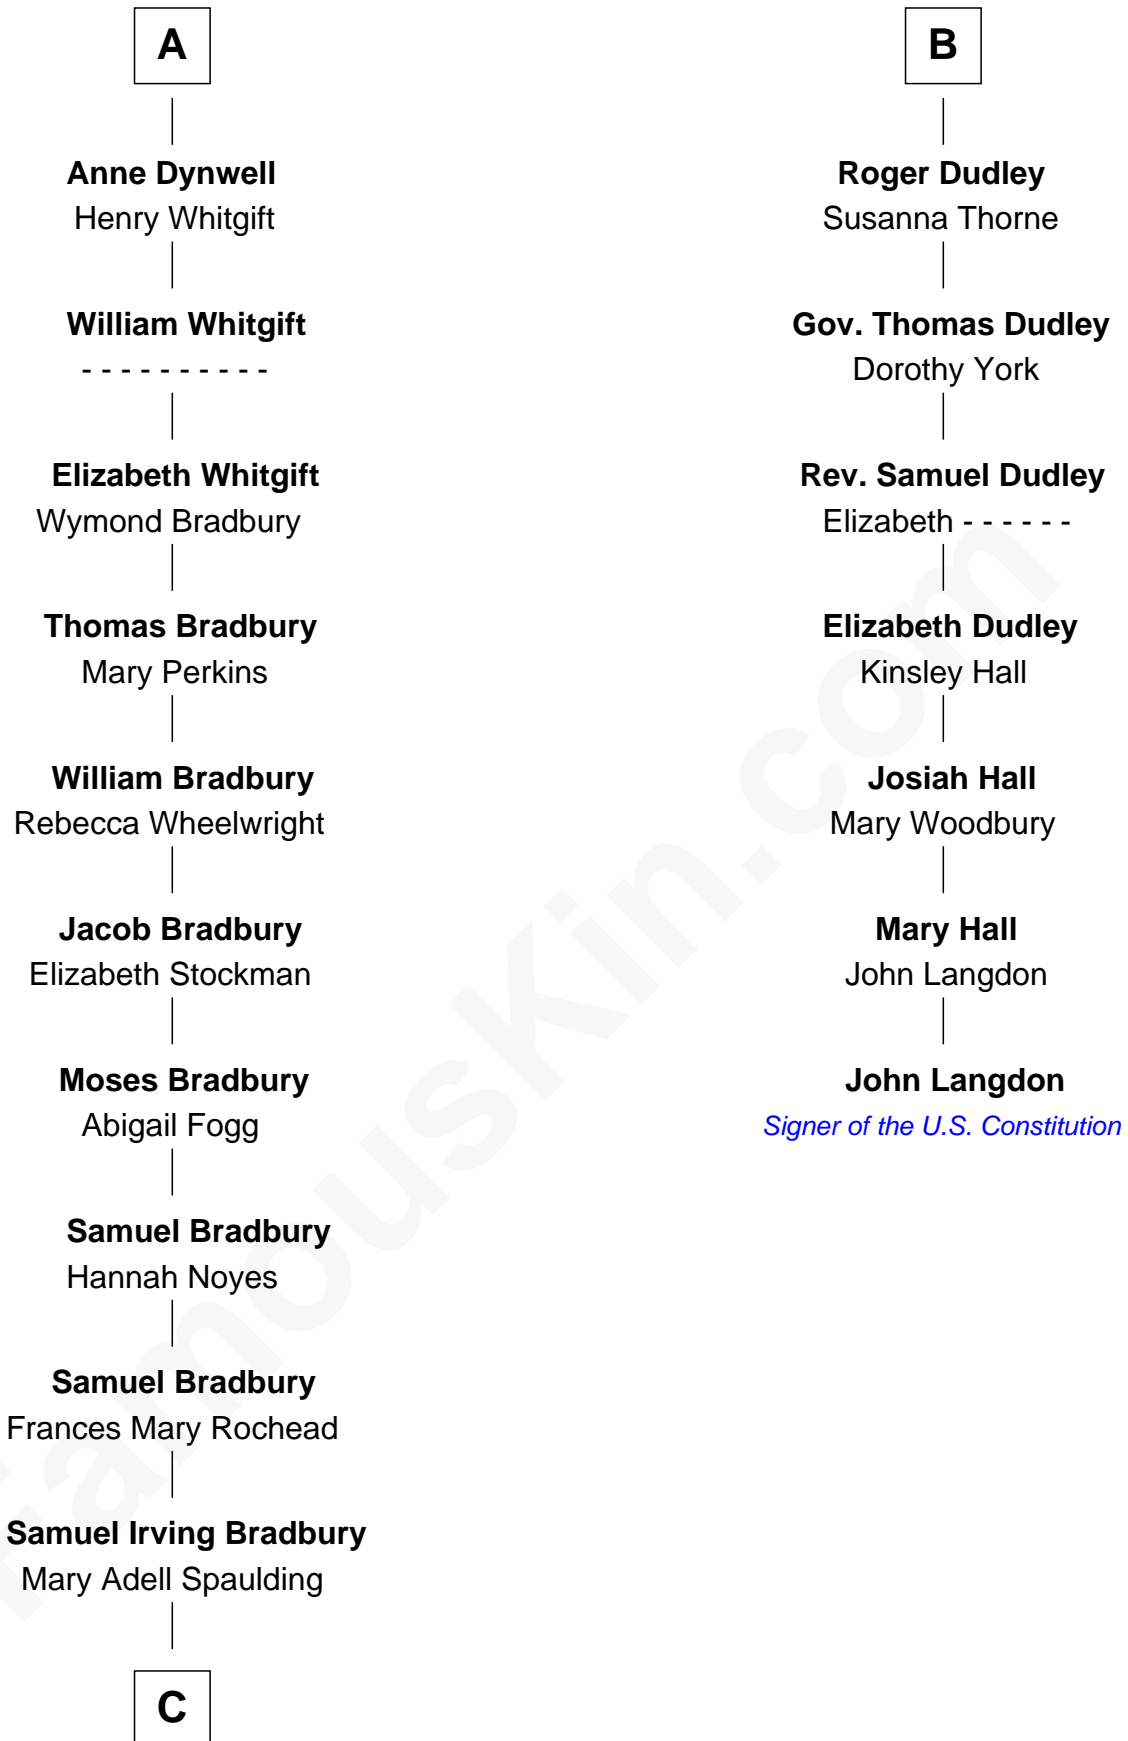 A
Anne Dynwell
Henry Whitgift
William Whitgift
- - - - - - - - - -
Elizabeth Whitgift
Wymond Bradbury
Thomas Bradbury
Mary Perkins
William Bradbury
Rebecca Wheelwright
Jacob Bradbury
Elizabeth Stockman
Moses Bradbury
Abigail Fogg
Samuel Bradbury
Hannah Noyes
Samuel Bradbury
Frances Mary Rochead
Samuel Irving Bradbury
Mary Adell Spaulding
C
B
Roger Dudley
Susanna Thorne
Gov. Thomas Dudley
Dorothy York
Rev. Samuel Dudley
Elizabeth - - - - - -
Elizabeth Dudley
Kinsley Hall
Josiah Hall
Mary Woodbury
Mary Hall
John Langdon
John Langdon
Signer of the U.S. Constitution
FamousKin.com